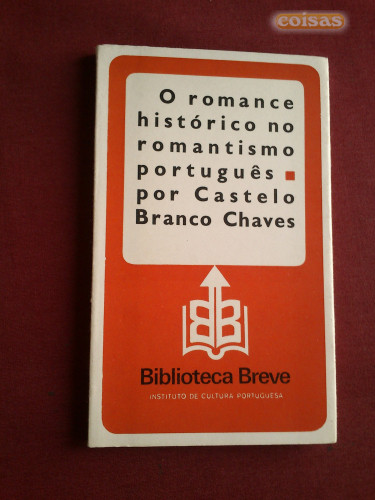 coisas
O romance
histórico no
romantismo
português
por Castelo
Branco Chaves
BB
Biblioteca Breve
INSTITUTO DE CULTURA PORTUGUESA